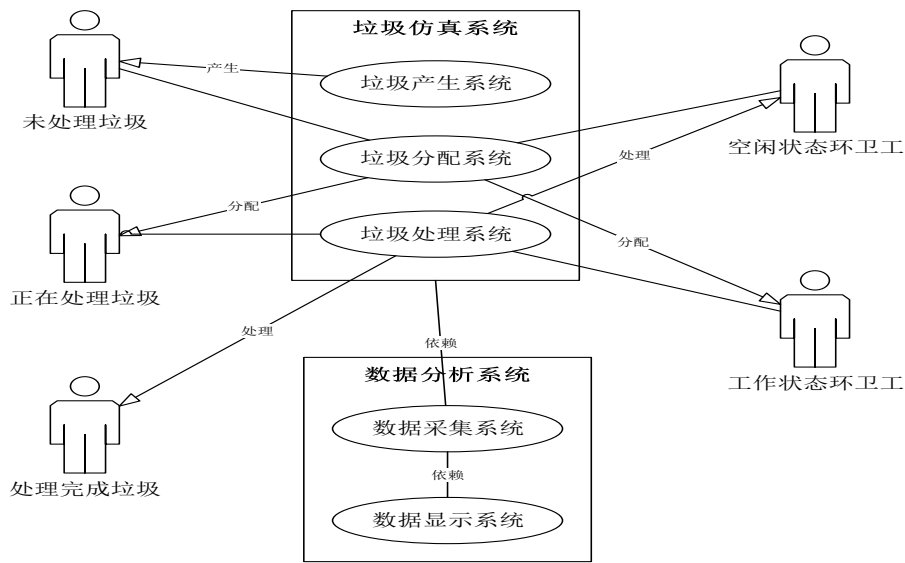 垃圾仿真系统
产生
垃圾产生系统
未处理垃圾
空闲状态环卫工
垃圾分配系统
处理
分配
垃圾处理系统
分配
正在处理垃圾
处理
依赖
数据分析系统
工作状态环卫工
数据采集系统
依赖
处理完成垃圾
数据显示系统